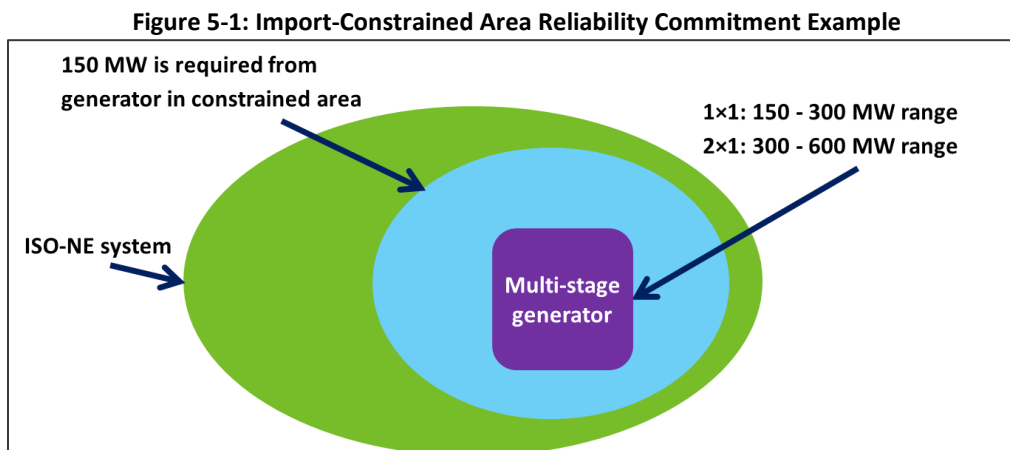 Figure 5-1: Import-Constrained Area Reliability Commitment Example
150 MW is required from
generator in constrained area
1×1: 150 - 300 MW range
2×1: 300 - 600 MW range
ISO-NE system
Multi-stage
generator